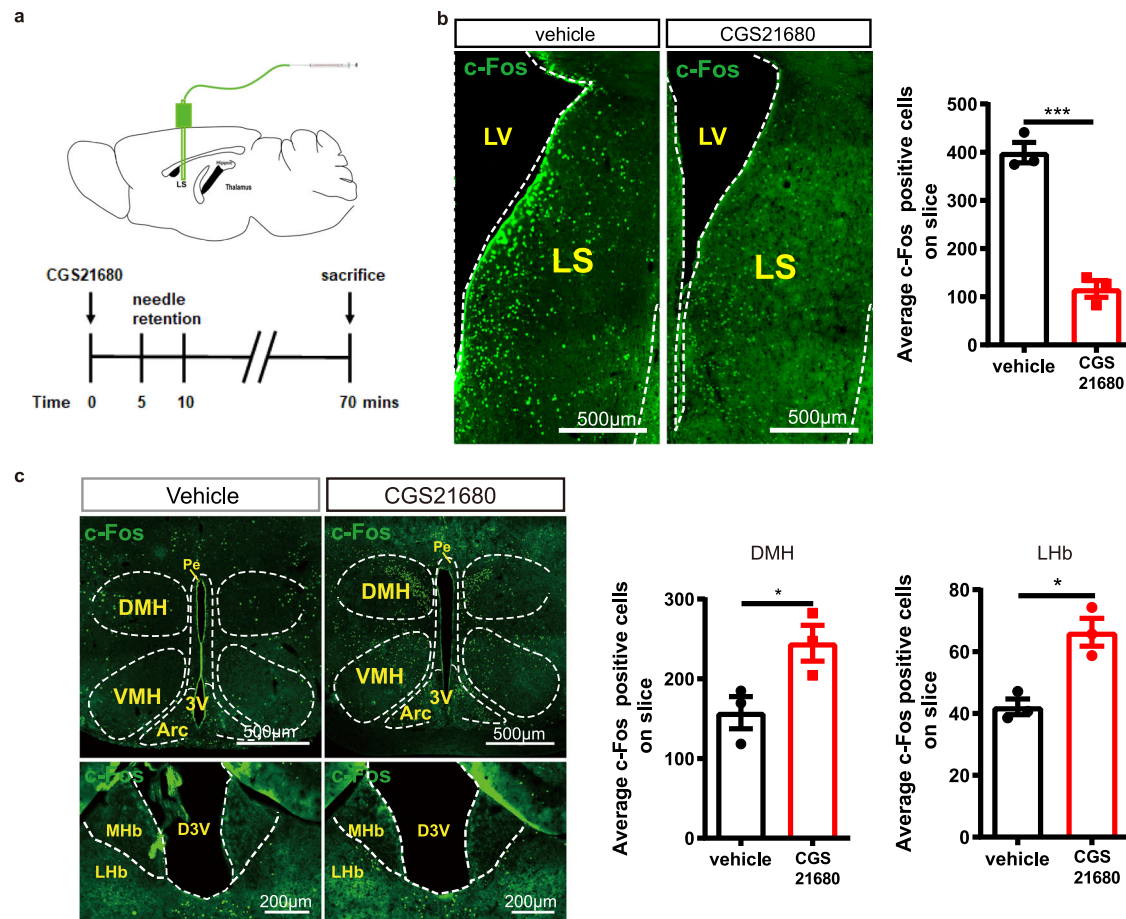 a
Hippo
LS
Thalamus
CGS21680
sacrifice
needle
retention
Time 0 5 10 70 mins
b
vehicle
CGS21680
c-Fos
c-Fos
LV
LV
LS
LS
500µm
500µm
Average c-Fos positive cells
on slice
500
400
300
200
100
0
***
vehicle
CGS
21680
c
Vehicle
CGS21680
c-Fos
c-Fos
Pe
Pe
DMH
DMH
VMH
VMH
3V
3V
Arc
Arc
500µm
500µm
c-Fos
c-Fos
MHb
D3V
MHb
D3V
LHb
LHb
200µm
200µm
DMH
Average c-Fos positive cells
on slice
300
200
100
0
*
vehicle
CGS
21680
LHb
Average c-Fos positive cells
on slice
80
60
40
20
0
*
vehicle
CGS
21680